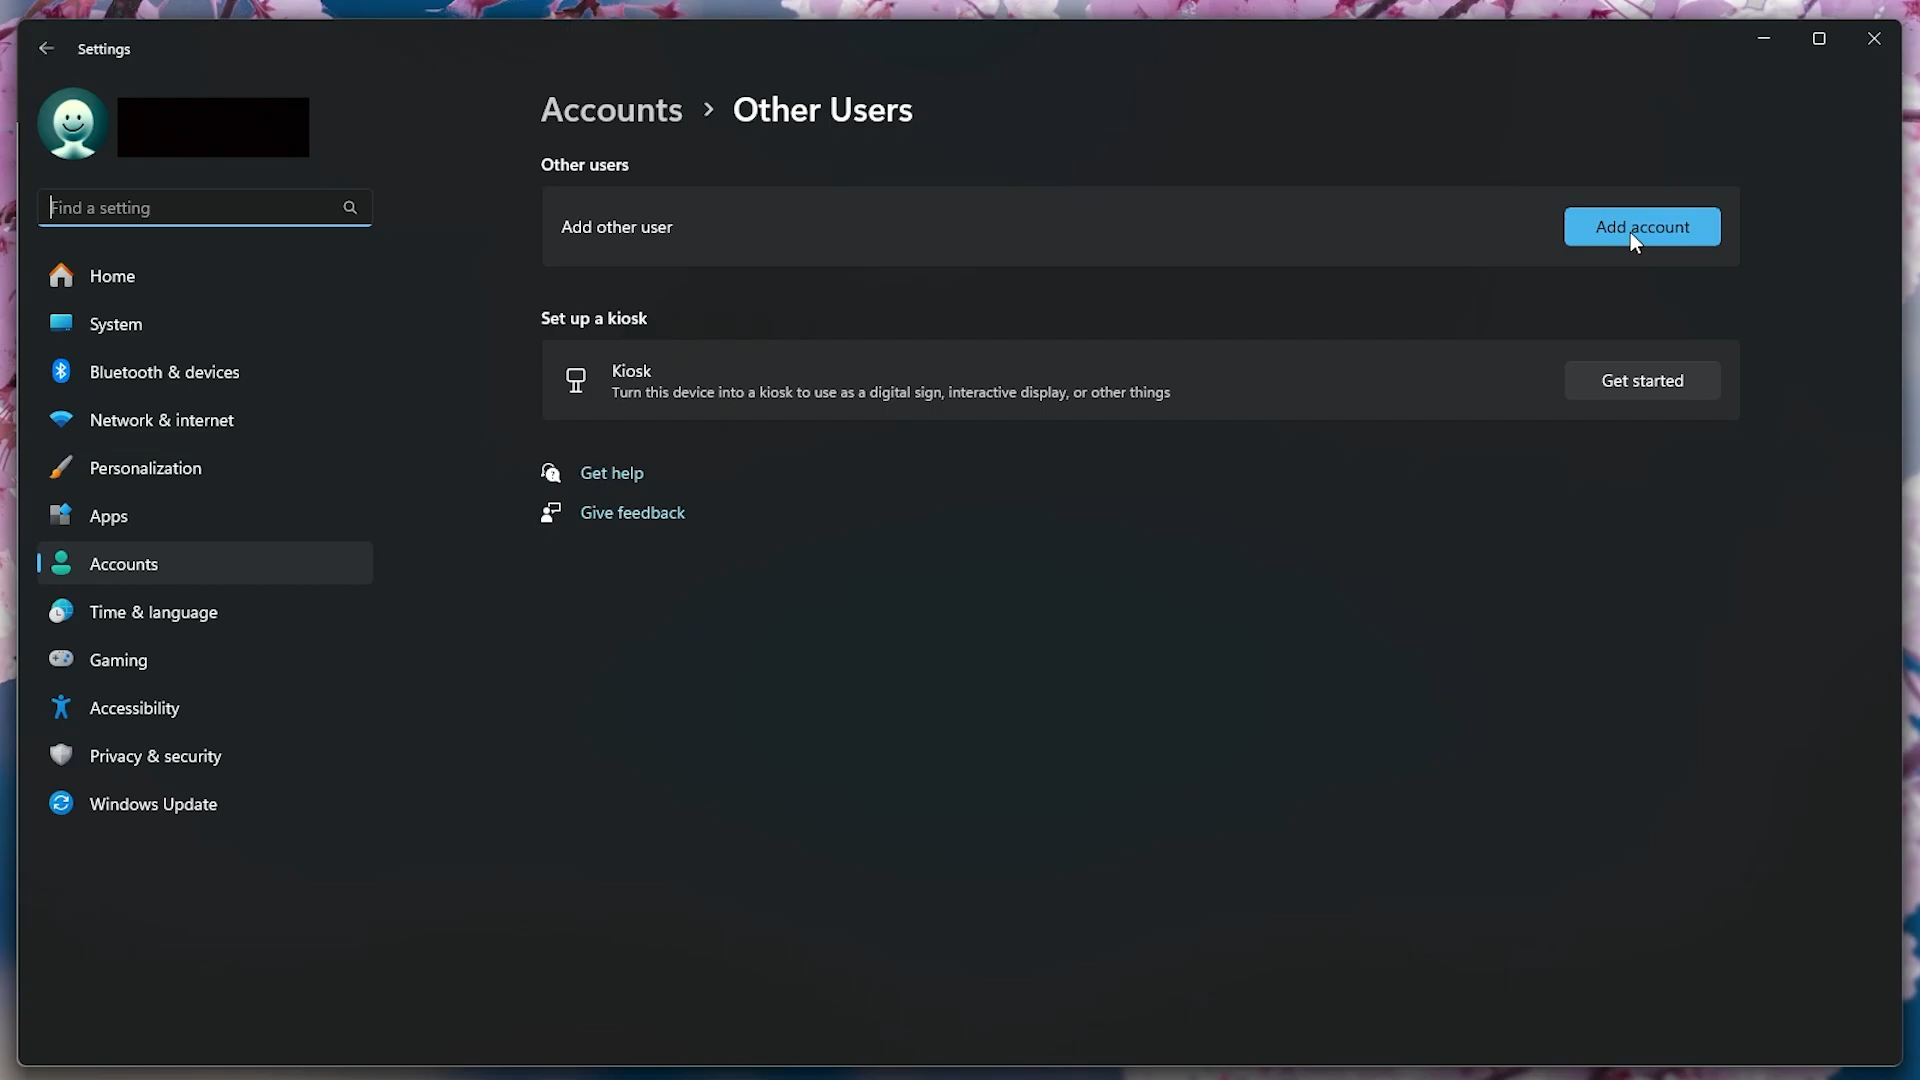 Settings
Find a setting
Home
System
Bluetooth & devices
Network & internet
Personalization
Apps
Accounts
Time & language
Gaming
Accessibility
Privacy & security
Windows Update
Accounts > Other Users
Other users
Add other user
Add account
Set up a kiosk
Kiosk
Turn this device into a kiosk to use as a digital sign, interactive display, or other things
Get started
Get help
Give feedback